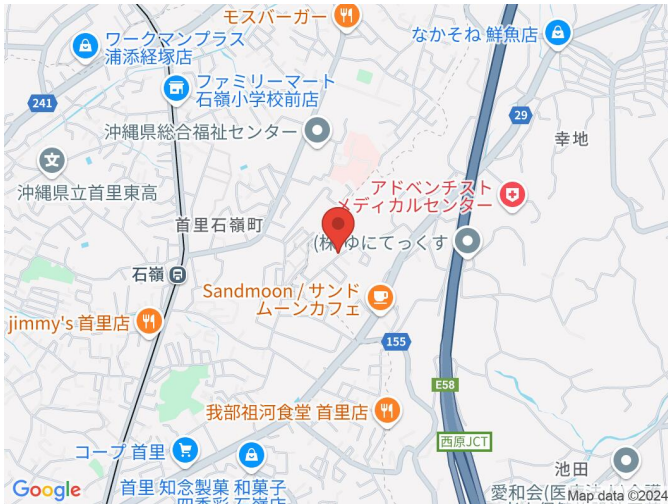 モスバーガー
ワークマンプラス
浦添経塚店
なかそね 鮮魚店
ファミリーマート
石嶺小学校前店
241
29
沖縄県総合福祉センター
幸地
沖縄県立首里東高
アドベンチスト
メディカルセンター
首里石嶺町
(株)ゆにてっくす
石嶺
Sandmoon / サンド
ムーンカフェ
jimmy's 首里店
155
E58
我部祖河食堂 首里店
西原JCT
コープ 首里
池田
首里 知念製菓 和菓子
四季彩 石嶺店
愛和会(医
Google
Map data ©2024